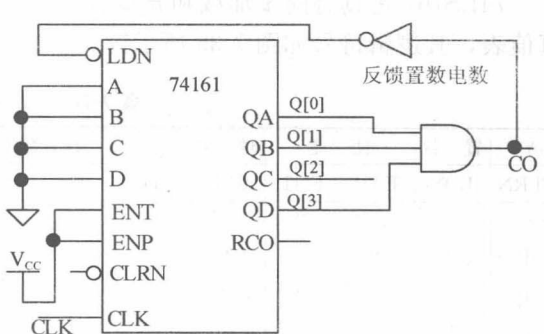 LDN
74161
反馈置数电数
A
B
C
D
QA
QB
QC
QD
Q[0]
Q[1]
Q[2]
Q[3]
CO
ENT
ENP
RCO
V_CC
CLRN
CLK
CLK